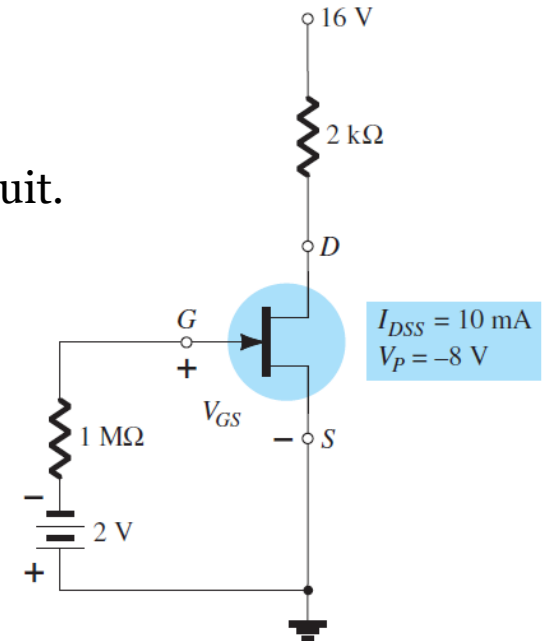 16 V
2 kΩ
uit.
D
G
I_DSS = 10 mA
V_P = –8 V
+
V_GS
1 MΩ
– S
–
2 V
+